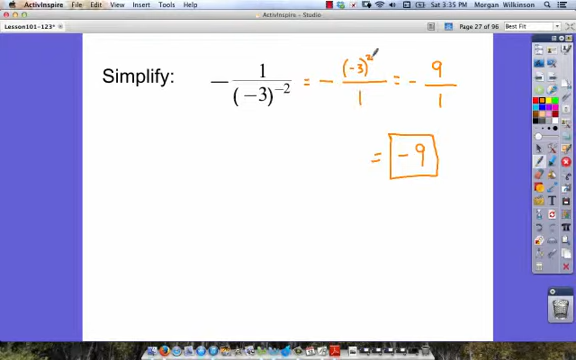 ActivInspire File Edit View Insert Tools Help Sat 3:35 PM Morgan Wilkinson
ActivInspire - Studio
Lesson101-123* Page 27 of 96 Best Fit
Simplify: - 1/(-3)^-2 = - (-3)^2/1 = - 9/1
= -9